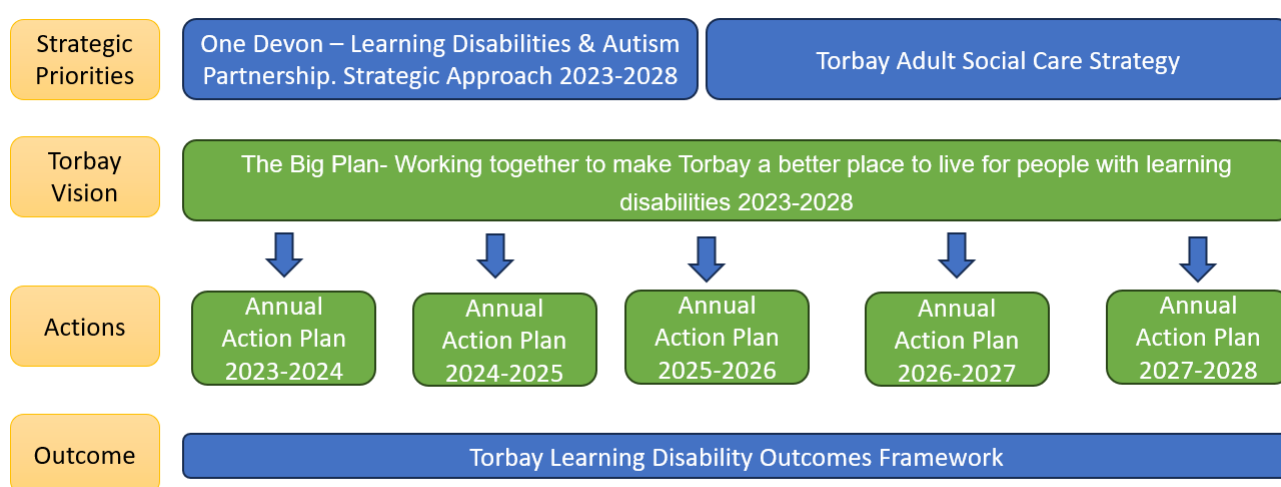 Strategic
Priorities
One Devon – Learning Disabilities & Autism
Partnership. Strategic Approach 2023-2028
Torbay Adult Social Care Strategy
Torbay
Vision
The Big Plan- Working together to make Torbay a better place to live for people with learning
disabilities 2023-2028
Actions
Annual
Action Plan
2023-2024
Annual
Action Plan
2024-2025
Annual
Action Plan
2025-2026
Annual
Action Plan
2026-2027
Annual
Action Plan
2027-2028
Outcome
Torbay Learning Disability Outcomes Framework